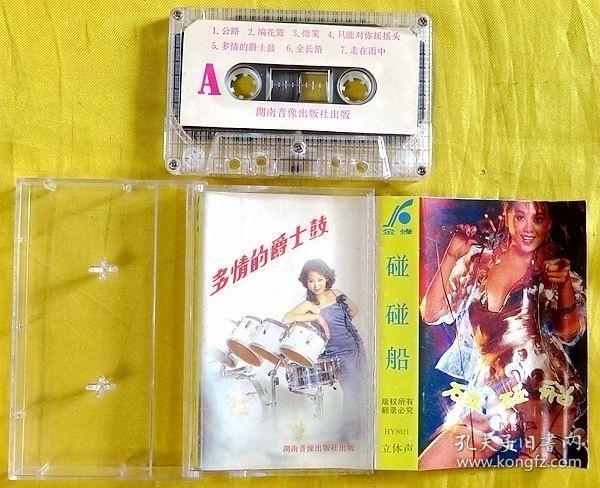 1.公路 2.编花篮 3.微笑 4.只能对你摇摇头
5.多情的爵士鼓 6.金长笛 7.走在雨中
A
湖南音像出版社出版
多情的爵士鼓
湖南音像出版社出版
金蜂
碰碰船
版权所有
翻录必究
HY8621
立体声
碰碰船
孔夫子旧書网
www.kongfz.com